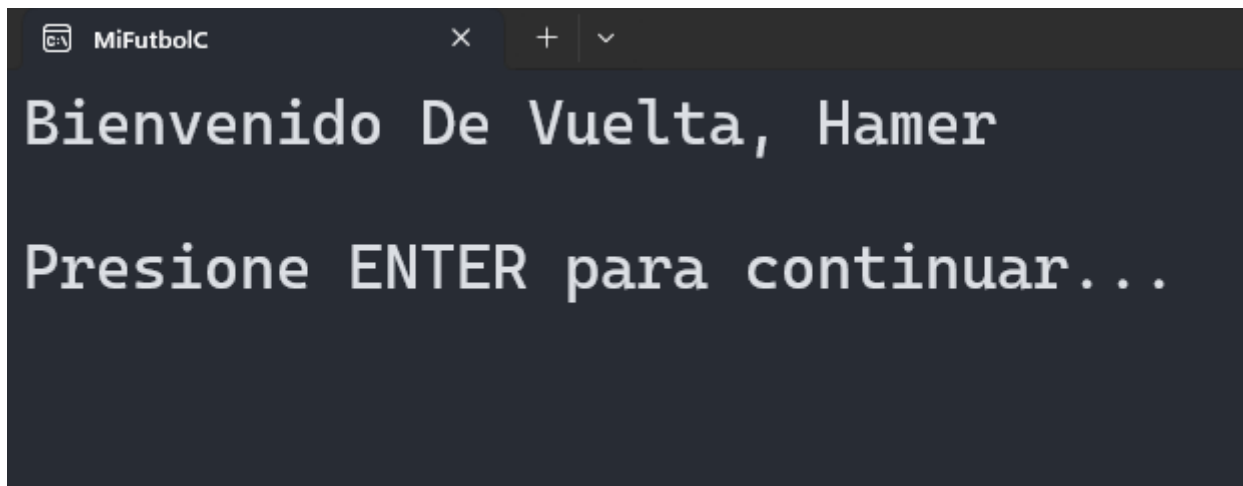 MiFutbolC
Bienvenido De Vuelta, Hamer
Presione ENTER para continuar...